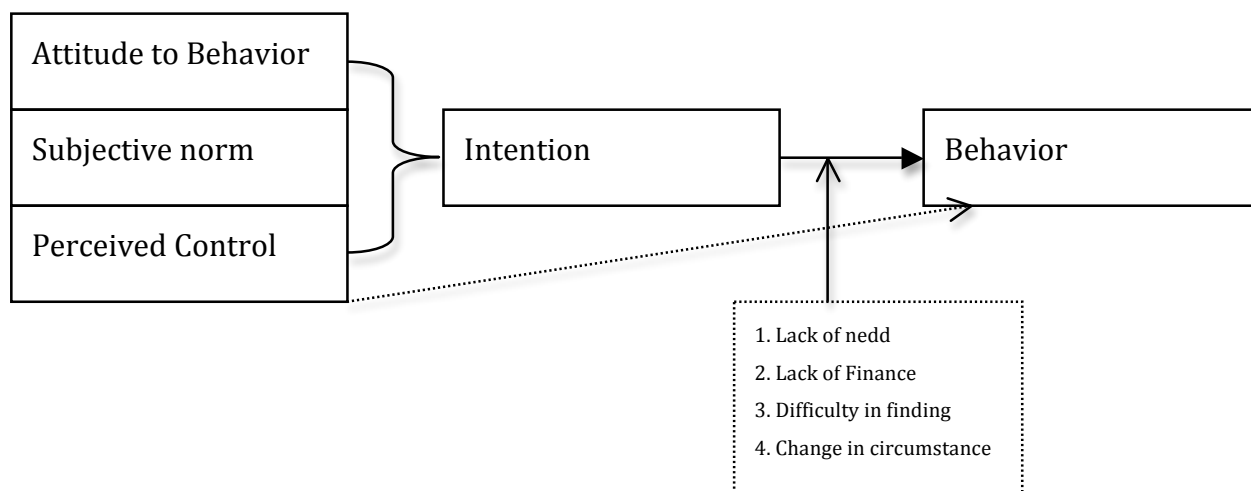 Attitude to Behavior
Subjective norm
Perceived Control
Intention
Behavior
1. Lack of nedd
2. Lack of Finance
3. Difficulty in finding
4. Change in circumstance